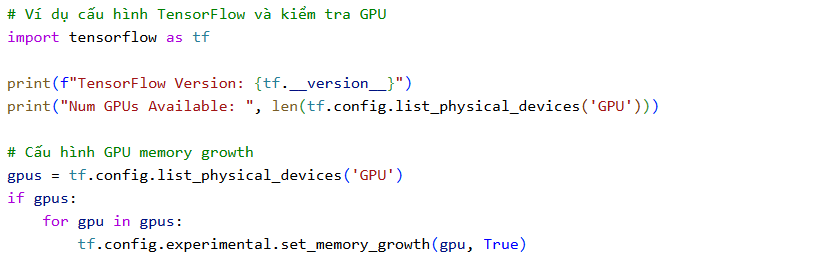 # Ví dụ cấu hình TensorFlow và kiểm tra GPU
import tensorflow as tf
print(f"TensorFlow Version: {tf.__version__}")
print("Num GPUs Available: ", len(tf.config.list_physical_devices('GPU')))
# Cấu hình GPU memory growth
gpus = tf.config.list_physical_devices('GPU')
if gpus:
    for gpu in gpus:
        tf.config.experimental.set_memory_growth(gpu, True)